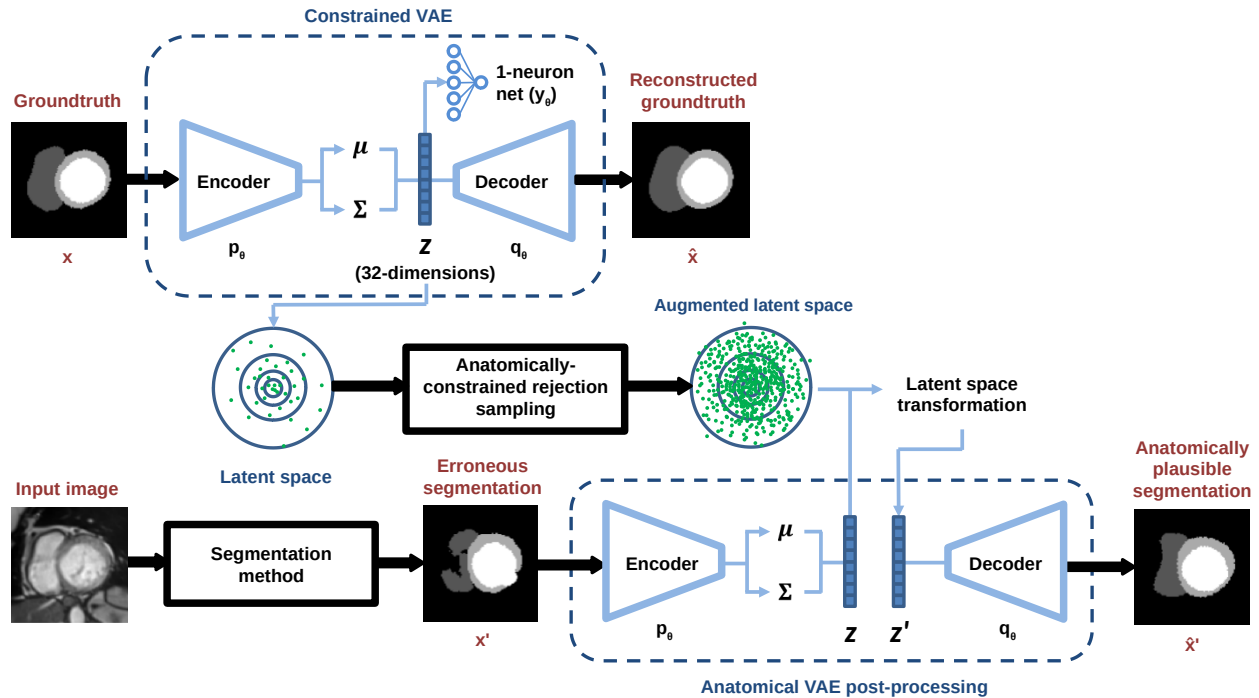 Constrained VAE
Groundtruth
1-neuron
net (yθ)
Reconstructed
groundtruth
Encoder
μ
Σ
Decoder
x
pθ
z
(32-dimensions)
qθ
x̂
Augmented latent space
Anatomically-
constrained rejection
sampling
Latent space
transformation
Latent space
Input image
Erroneous
segmentation
Anatomically
plausible
segmentation
Segmentation
method
Encoder
μ
Σ
Decoder
x'
pθ
z
z'
qθ
x̂'
Anatomical VAE post-processing